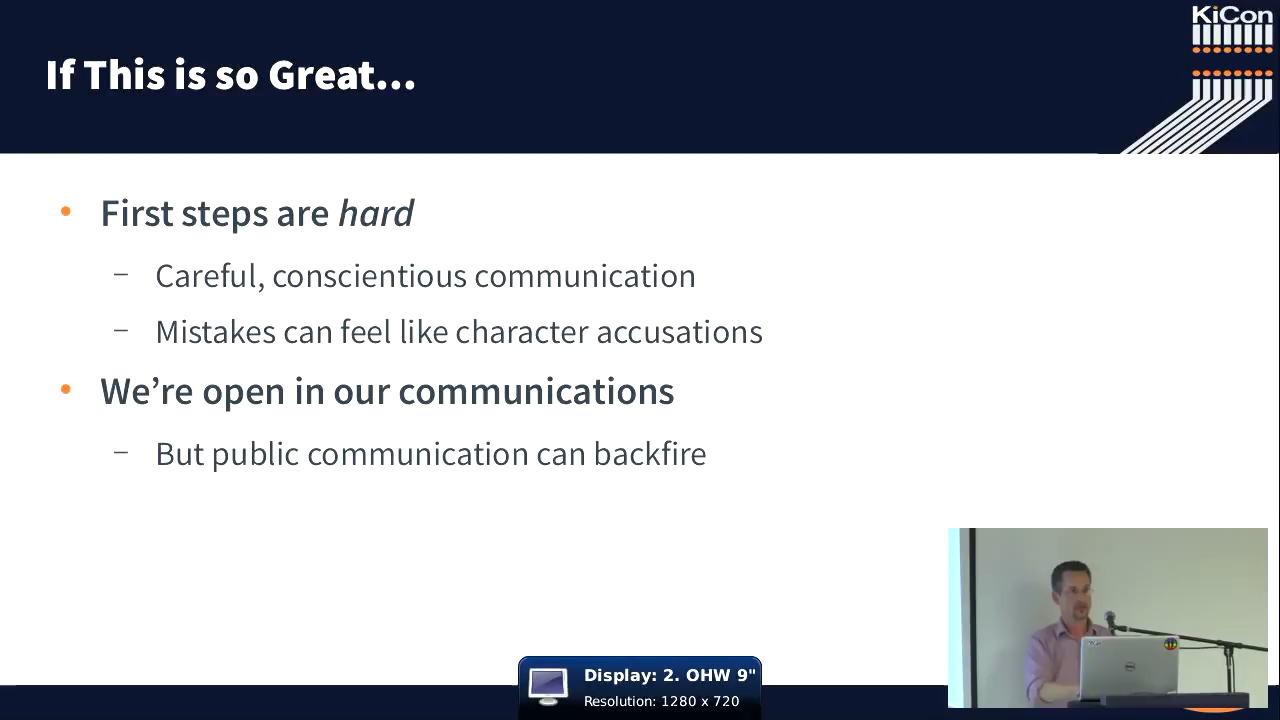 KiCon
If This is so Great...
• First steps are hard
– Careful, conscientious communication
– Mistakes can feel like character accusations
• We’re open in our communications
– But public communication can backfire
Display: 2. OHW 9"
Resolution: 1280 x 720